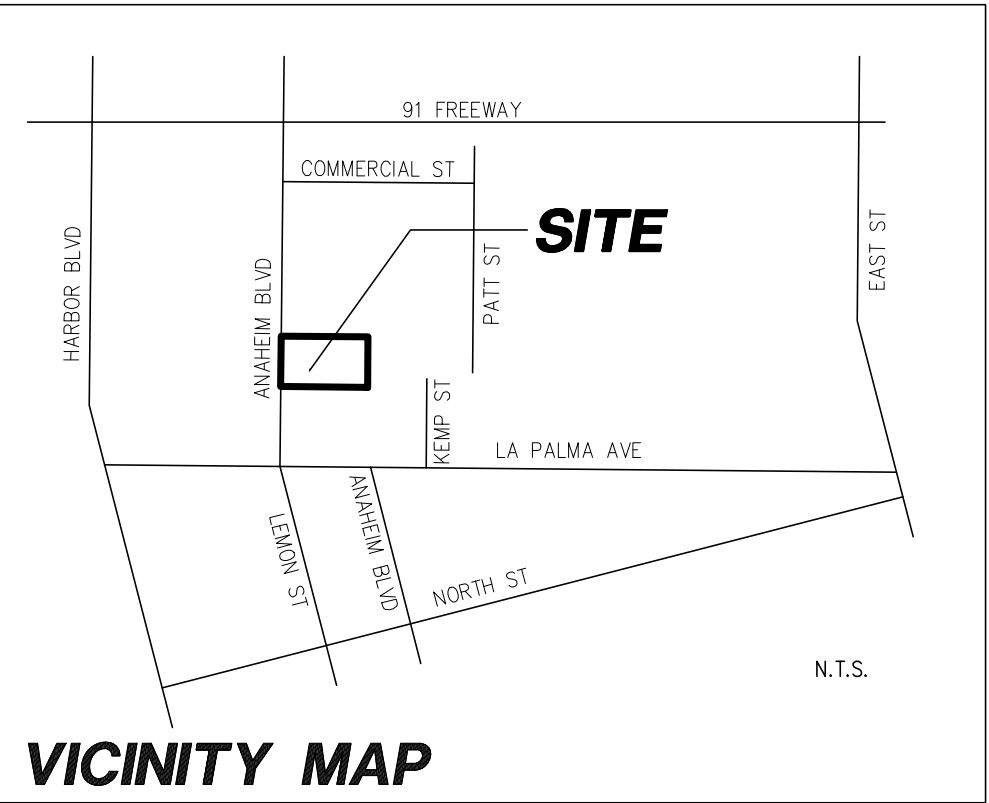 91 FREEWAY
COMMERCIAL ST
SITE
HARBOR BLVD
ANAHEIM BLVD
PATT ST
EAST ST
KEMP ST
LA PALMA AVE
LEMON ST
ANAHEIM BLVD
NORTH ST
N.T.S.
VICINITY MAP